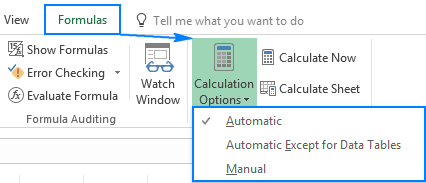 View Formulas Tell me what you want to do
Show Formulas
Error Checking
Evaluate Formula
Formula Auditing
Watch
Window
Calculation
Options
Calculate Now
Calculate Sheet
Automatic
Automatic Except for Data Tables
Manual